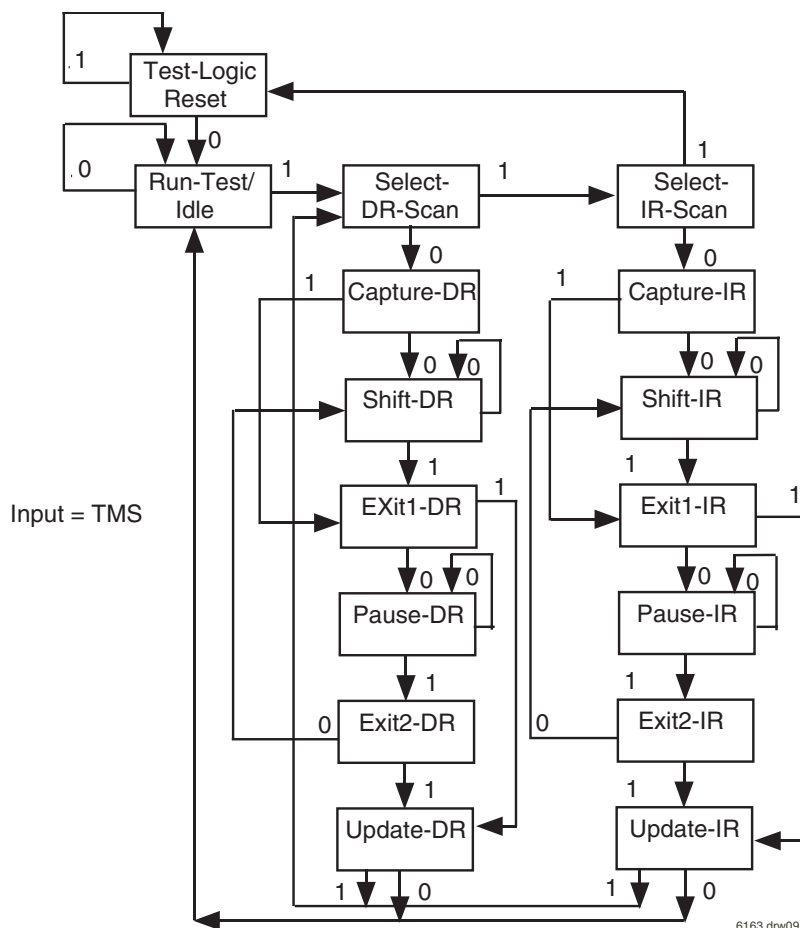 .1
Test-Logic
Reset
0
.0
Run-Test/
Idle
1
Select-
DR-Scan
1
1
Select-
IR-Scan
0
0
1
Capture-DR
1
Capture-IR
0
0
0
0
Shift-DR
Shift-IR
1
1
Input = TMS
EXit1-DR
1
Exit1-IR
1
0
0
0
0
Pause-DR
Pause-IR
1
1
0
Exit2-DR
0
Exit2-IR
1
1
Update-DR
Update-IR
1
0
1
0
6163 drw09